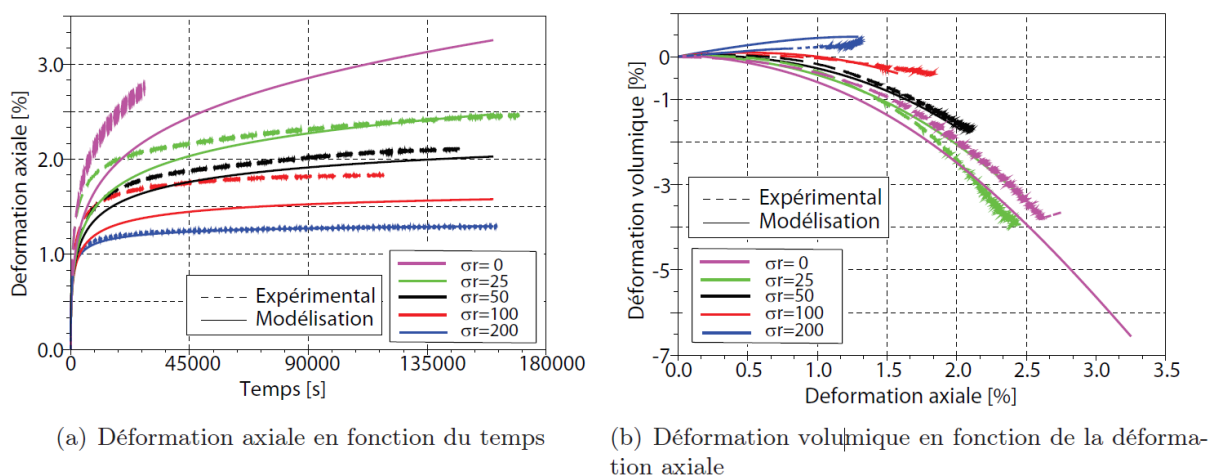 Deformation axiale [%]
3.0
2.0
1.0
0.0
0
45000
90000
135000
180000
Temps [s]
Expérimental
Modélisation
σr= 0
σr=25
σr=50
σr=100
σr=200
(a) Déformation axiale en fonction du temps
Déformation volumique [%]
0
-1
-3
-5
-7
0.0
0.5
1.0
1.5
2.0
2.5
3.0
3.5
Deformation axiale [%]
Expérimental
Modélisation
σr= 0
σr=25
σr=50
σr=100
σr=200
(b) Déformation volumique en fonction de la déforma-
tion axiale